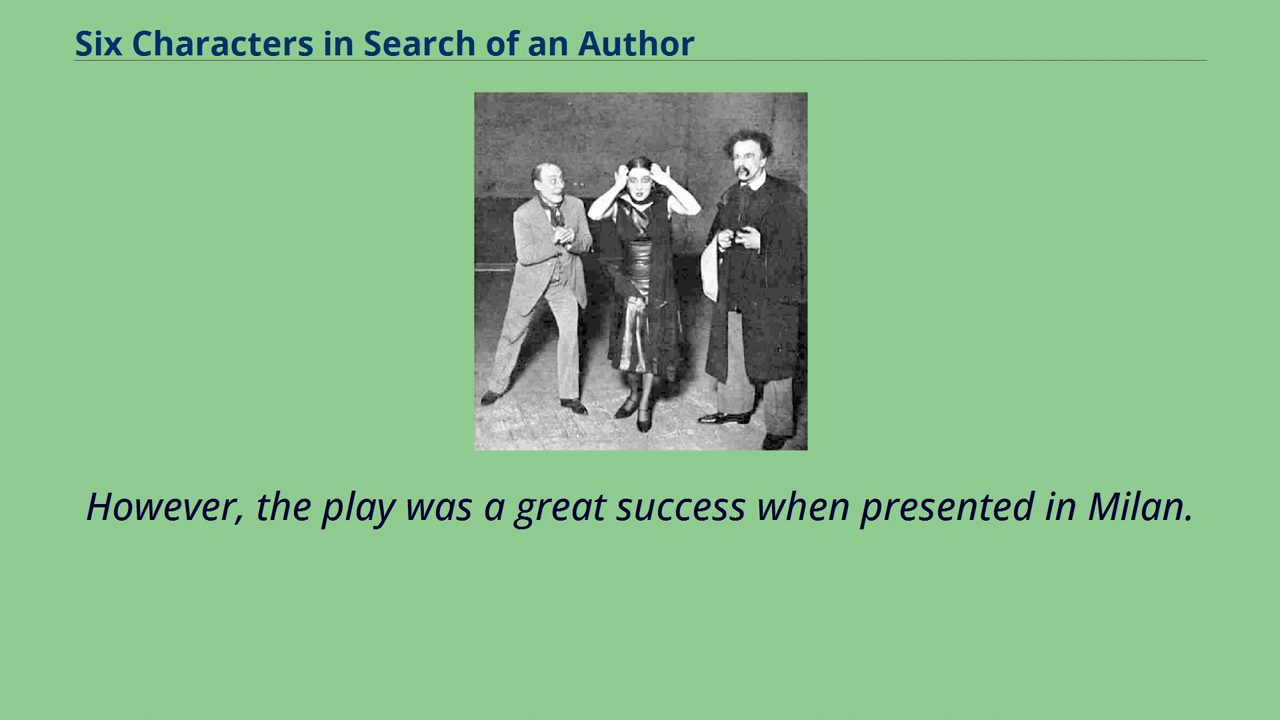 Six Characters in Search of an Author
However, the play was a great success when presented in Milan.